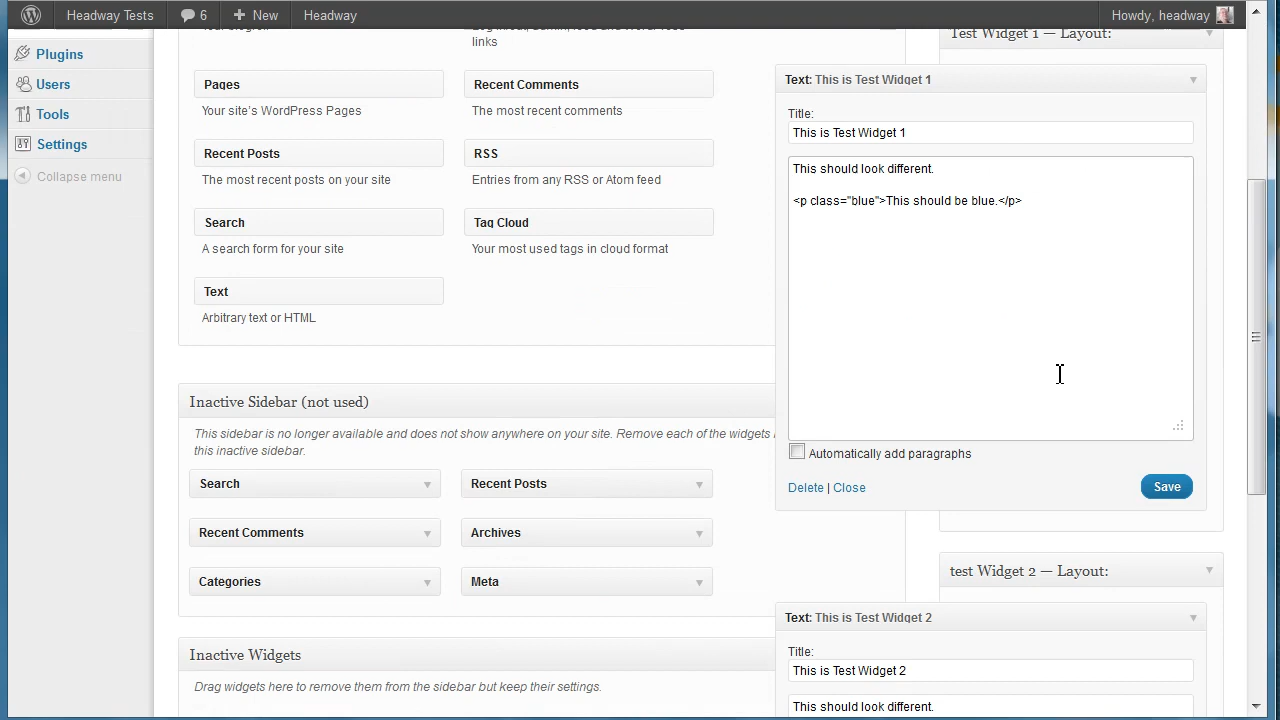 Headway Tests 6 New Headway Howdy, headway
Plugins
Users
Tools
Settings
Collapse menu
links
Pages
Your site's WordPress Pages
Recent Comments
The most recent comments
Recent Posts
The most recent posts on your site
RSS
Entries from any RSS or Atom feed
Search
A search form for your site
Tag Cloud
Your most used tags in cloud format
Text
Arbitrary text or HTML
Inactive Sidebar (not used)
This sidebar is no longer available and does not show anywhere on your site. Remove each of the widgets
this inactive sidebar.
Search
Recent Posts
Recent Comments
Archives
Categories
Meta
Inactive Widgets
Drag widgets here to remove them from the sidebar but keep their settings.
Test Widget 1 — Layout:
Text: This is Test Widget 1
Title:
This is Test Widget 1
This should look different.
<p class="blue">This should be blue.</p>
Automatically add paragraphs
Delete | Close
Save
test Widget 2 — Layout:
Text: This is Test Widget 2
Title:
This is Test Widget 2
This should look different.